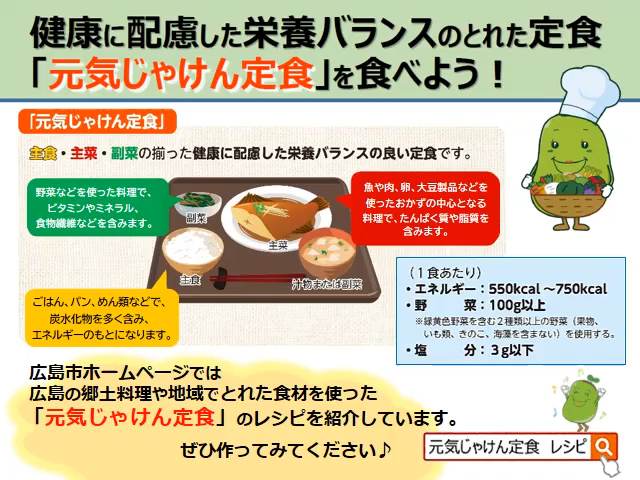 健康に配慮した栄養バランスのとれた定食
「元気じゃけん定食」を食べよう！
「元気じゃけん定食」
主食・主菜・副菜の揃った健康に配慮した栄養バランスの良い定食です。
野菜などを使った料理で、
ビタミンやミネラル、
食物繊維などを含みます。
副菜
主菜
魚や肉、卵、大豆製品などを
使ったおかずの中心となる
料理で、たんぱく質や脂質を
含みます。
主食
汁物または副菜
ごはん、パン、めん類などで、
炭水化物を多く含み、
エネルギーのもとになります。
（１食あたり）
・エネルギー：550kcal ～750kcal
・野　　菜：100g以上
※緑黄色野菜を含む２種類以上の野菜（果物、
いも類、きのこ、海藻を含まない）を使用する。
・塩　　分：３g以下
広島市ホームページでは
広島の郷土料理や地域でとれた食材を使った
「元気じゃけん定食」のレシピを紹介しています。
ぜひ作ってみてください♪
元気じゃけん定食　レシピ